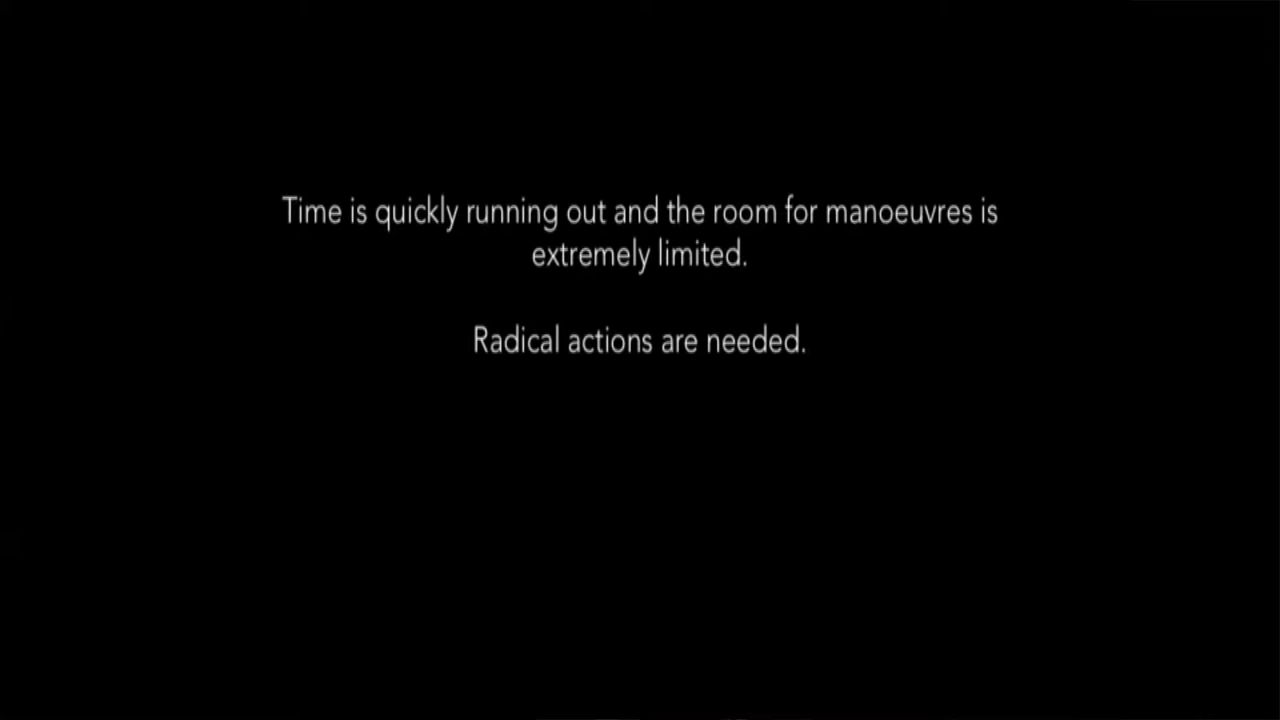 Time is quickly running out and the room for manoeuvres is
extremely limited.
Radical actions are needed.